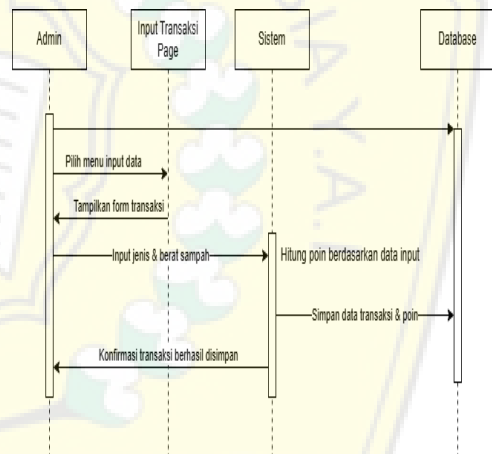 Admin
Input Transaksi
Page
Sistem
Database
Pilih menu input data
Tampilkan form transaksi
Input jenis & berat sampah
Hitung poin berdasarkan data input
Simpan data transaksi & poin
Konfirmasi transaksi berhasil disimpan